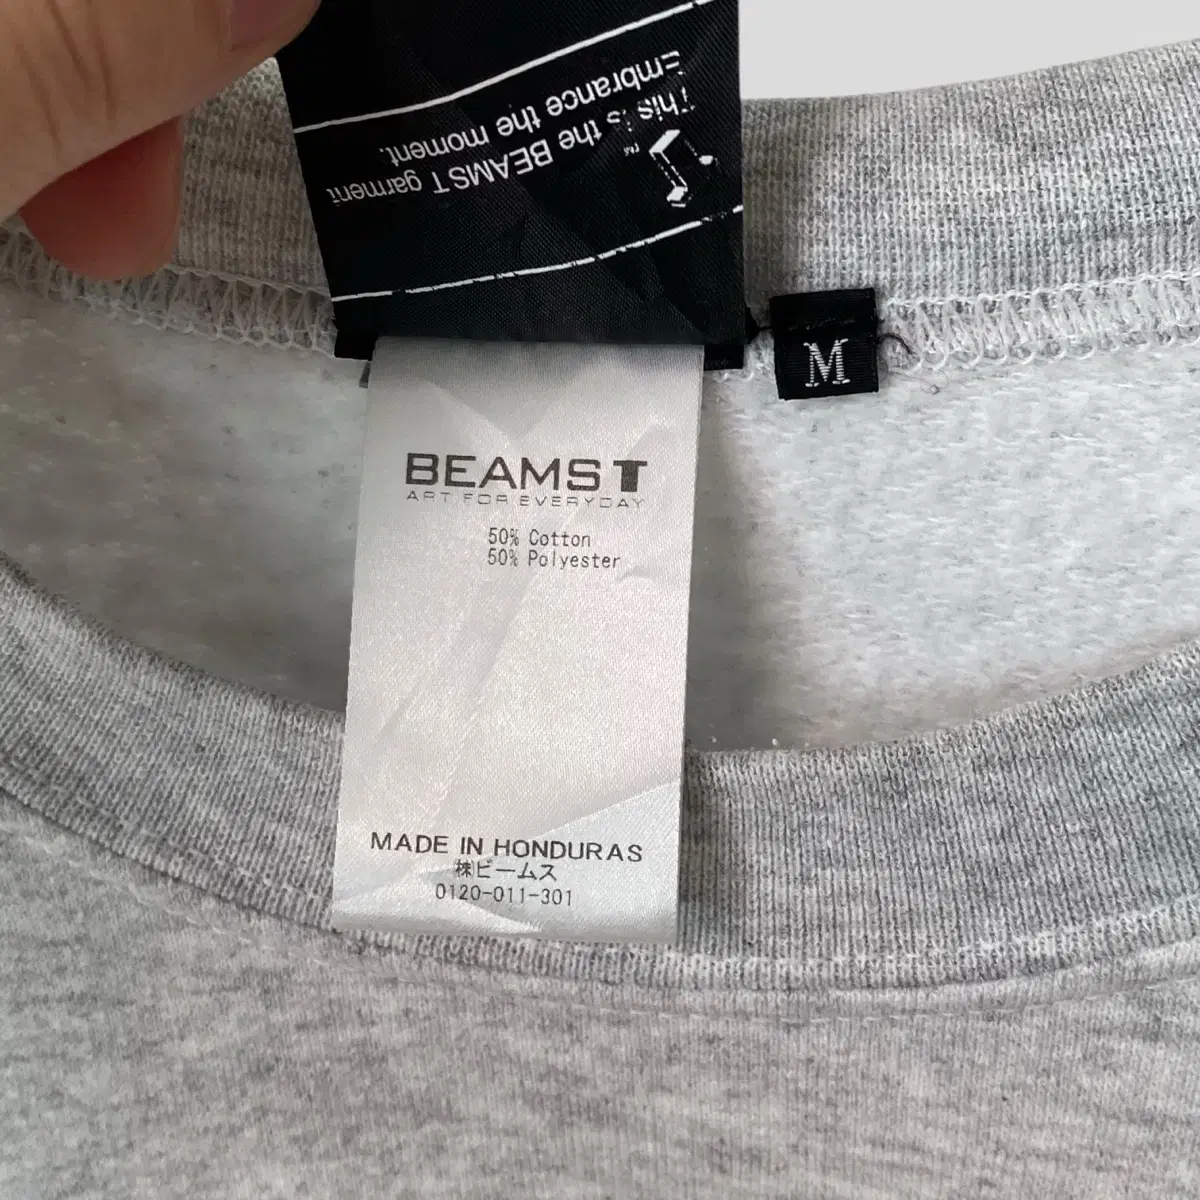 This is the BEAMS T garment
Embrance the moment.
TM
M
BEAMS T
ART FOR EVERYDAY
50% Cotton
50% Polyester
MADE IN HONDURAS
㈱ビームス
0120-011-301